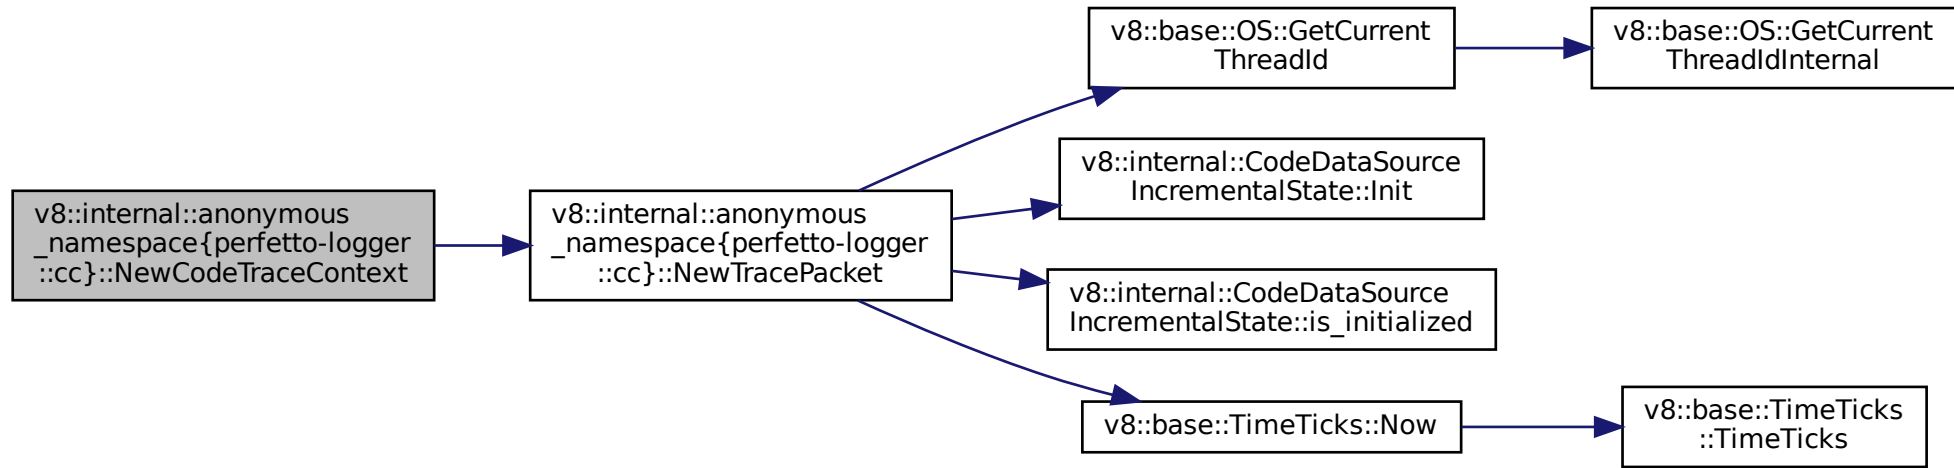 v8::internal::anonymous
_namespace{perfetto-logger
::cc}::NewCodeTraceContext
v8::internal::anonymous
_namespace{perfetto-logger
::cc}::NewTracePacket
v8::base::OS::GetCurrent
ThreadId
v8::base::OS::GetCurrent
ThreadIdInternal
v8::internal::CodeDataSource
IncrementalState::Init
v8::internal::CodeDataSource
IncrementalState::is_initialized
v8::base::TimeTicks::Now
v8::base::TimeTicks
::TimeTicks